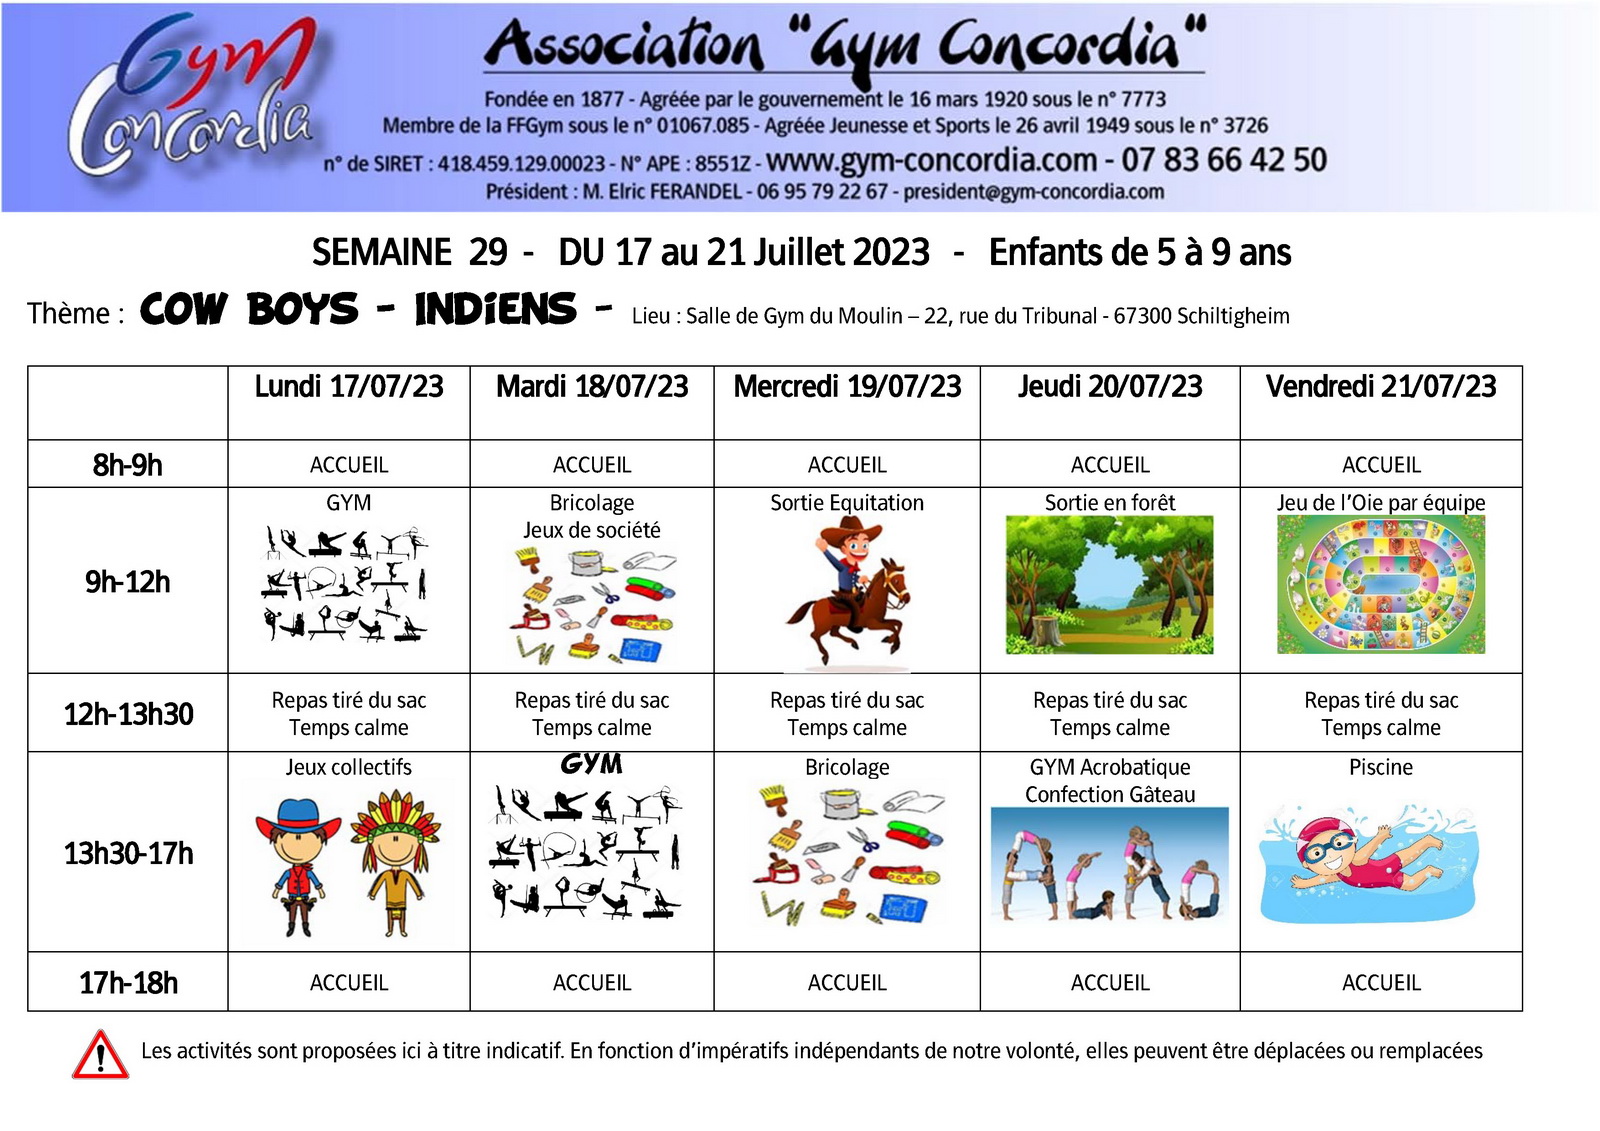 Gym
Concordia
Association "Gym Concordia"
Fondée en 1877 - Agréée par le gouvernement le 16 mars 1920 sous le n° 7773
Membre de la FFGym sous le n° 01067.085 - Agréée Jeunesse et Sports le 26 avril 1949 sous le n° 3726
n° de SIRET : 418.459.129.00023 - N° APE : 8551Z - www.gym-concordia.com - 07 83 66 42 50
Président : M. Elric FERANDEL - 06 95 79 22 67 - president@gym-concordia.com
SEMAINE 29 - DU 17 au 21 Juillet 2023 - Enfants de 5 à 9 ans
Thème : COW BOYS - INDiENS - Lieu : Salle de Gym du Moulin – 22, rue du Tribunal - 67300 Schiltigheim
Lundi 17/07/23 Mardi 18/07/23 Mercredi 19/07/23 Jeudi 20/07/23 Vendredi 21/07/23
8h-9h ACCUEIL ACCUEIL ACCUEIL ACCUEIL ACCUEIL
GYM Bricolage Sortie Equitation Sortie en forêt Jeu de l'Oie par équipe
Jeux de société
9h-12h
Repas tiré du sac Repas tiré du sac Repas tiré du sac Repas tiré du sac Repas tiré du sac
12h-13h30
Temps calme Temps calme Temps calme Temps calme Temps calme
Jeux collectifs GYM Bricolage GYM Acrobatique Piscine
Confection Gâteau
13h30-17h
17h-18h ACCUEIL ACCUEIL ACCUEIL ACCUEIL ACCUEIL
Les activités sont proposées ici à titre indicatif. En fonction d'impératifs indépendants de notre volonté, elles peuvent être déplacées ou remplacées